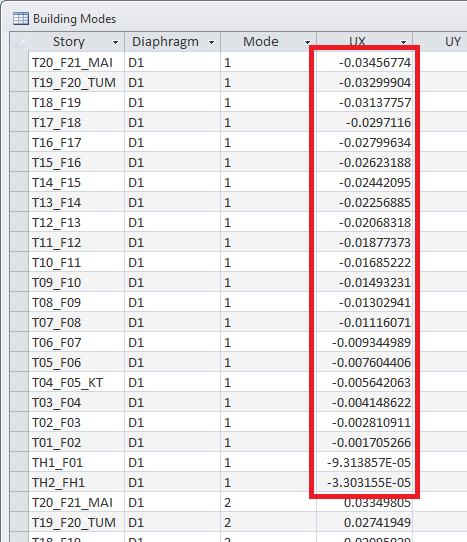 Building Modes
Story Diaphragm Mode UX UY
T20_F21_MAI D1 1 -0.03456774
T19_F20_TUM D1 1 -0.03299904
T18_F19 D1 1 -0.03137757
T17_F18 D1 1 -0.0297116
T16_F17 D1 1 -0.02799634
T15_F16 D1 1 -0.02623188
T14_F15 D1 1 -0.02442095
T13_F14 D1 1 -0.02256885
T12_F13 D1 1 -0.02068318
T11_F12 D1 1 -0.01877373
T10_F11 D1 1 -0.01685222
T09_F10 D1 1 -0.01493231
T08_F09 D1 1 -0.01302941
T07_F08 D1 1 -0.01116071
T06_F07 D1 1 -0.009344989
T05_F06 D1 1 -0.007604406
T04_F05_KT D1 1 -0.005642063
T03_F04 D1 1 -0.004148622
T02_F03 D1 1 -0.002810911
T01_F02 D1 1 -0.001705266
TH1_F01 D1 1 -9.313857E-05
TH2_FH1 D1 1 -3.303155E-05
T20_F21_MAI D1 2 0.03349805
T19_F20_TUM D1 2 0.02741949